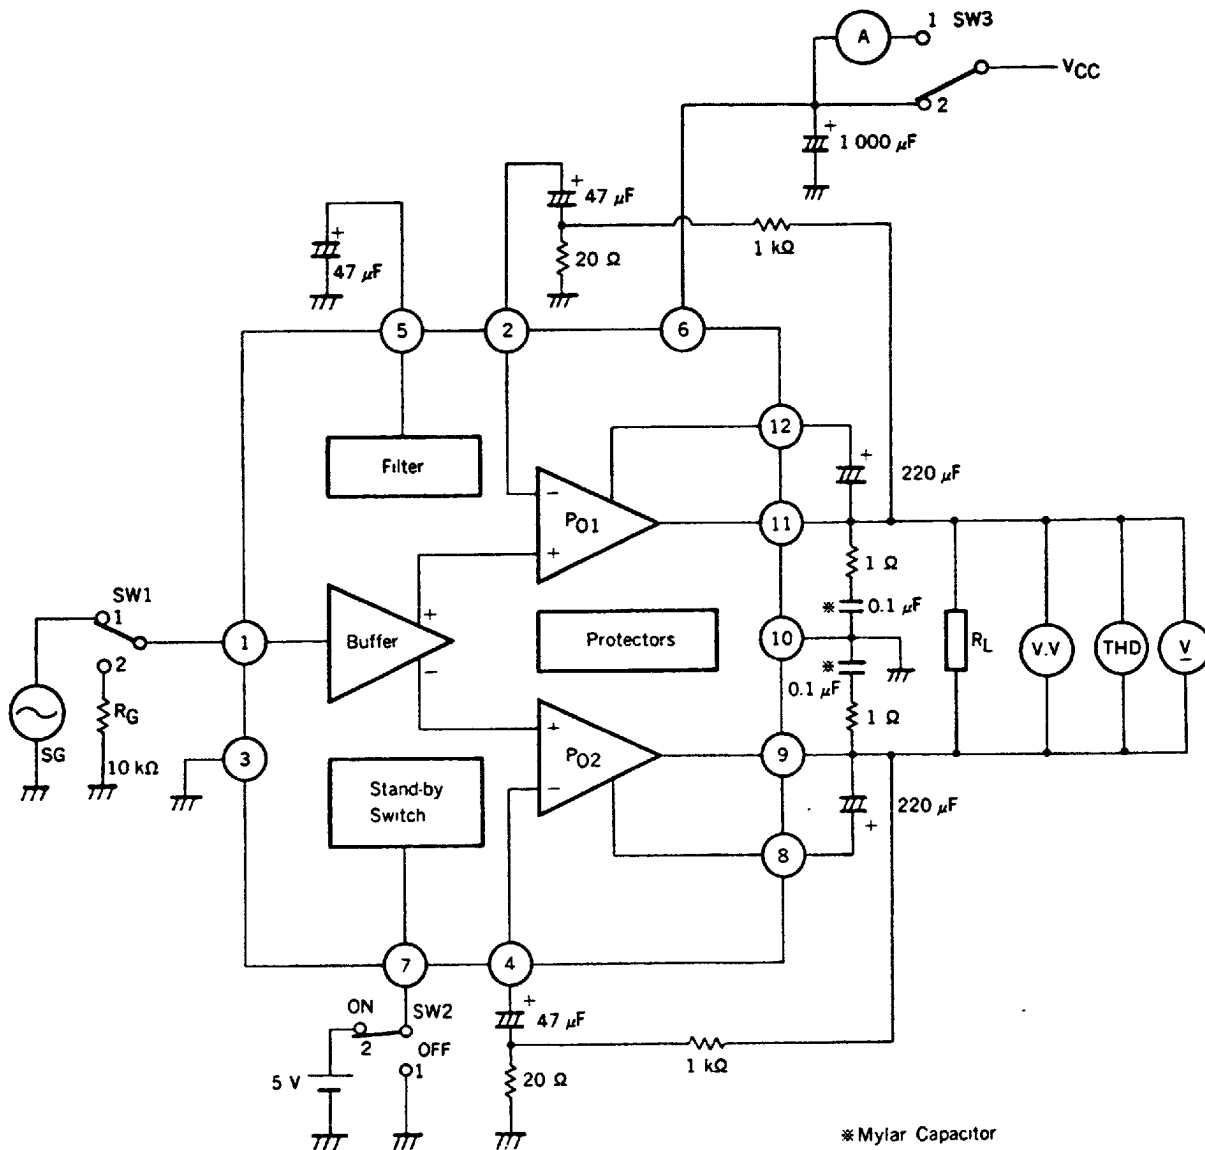 1 SW3
A
VCC
2
+
1 000 μF
+
47 μF
+
47 μF
20 Ω
1 kΩ
5
2
6
12
+
220 μF
Filter
−
PO1
11
+
1 Ω
※ 0.1 μF
SW1
1
+
1
Buffer
Protectors
10
RL
V.V
THD
V
2
−
※
0.1 μF
RG
+
1 Ω
SG
10 kΩ
3
PO2
9
Stand-by
Switch
−
220 μF
+
8
7
4
ON
SW2
+
47 μF
2
OFF
1
1 kΩ
5 V
20 Ω
※Mylar Capacitor